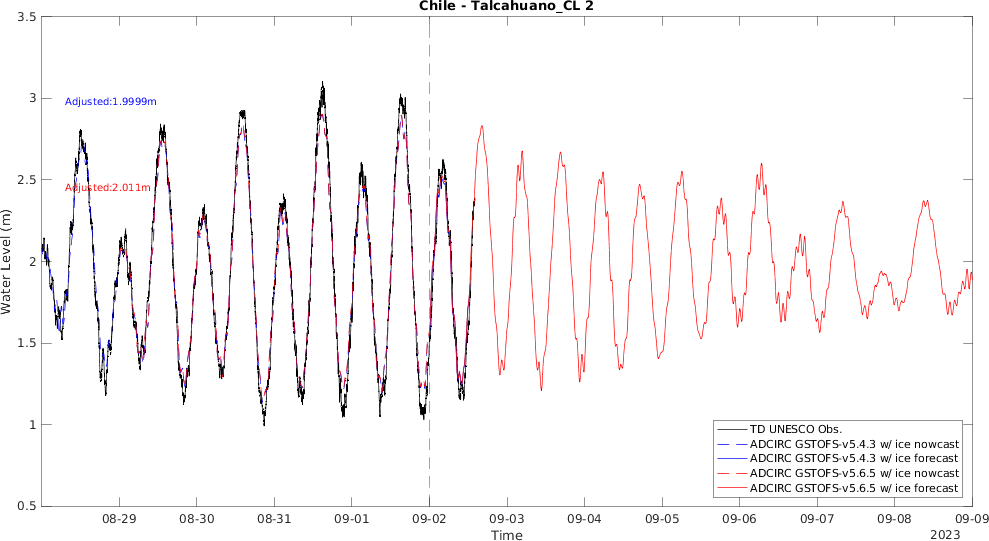 Chile - Talcahuano_CL 2
3.5
3
2.5
2
1.5
1
0.5
Water Level (m)
Adjusted:1.9999m
Adjusted:2.011m
TD UNESCO Obs.
ADCIRC GSTOFS-v5.4.3 w/ ice nowcast
ADCIRC GSTOFS-v5.4.3 w/ ice forecast
ADCIRC GSTOFS-v5.6.5 w/ ice nowcast
ADCIRC GSTOFS-v5.6.5 w/ ice forecast
08-29 08-30 08-31 09-01 09-02 09-03 09-04 09-05 09-06 09-07 09-08 09-09
Time
2023